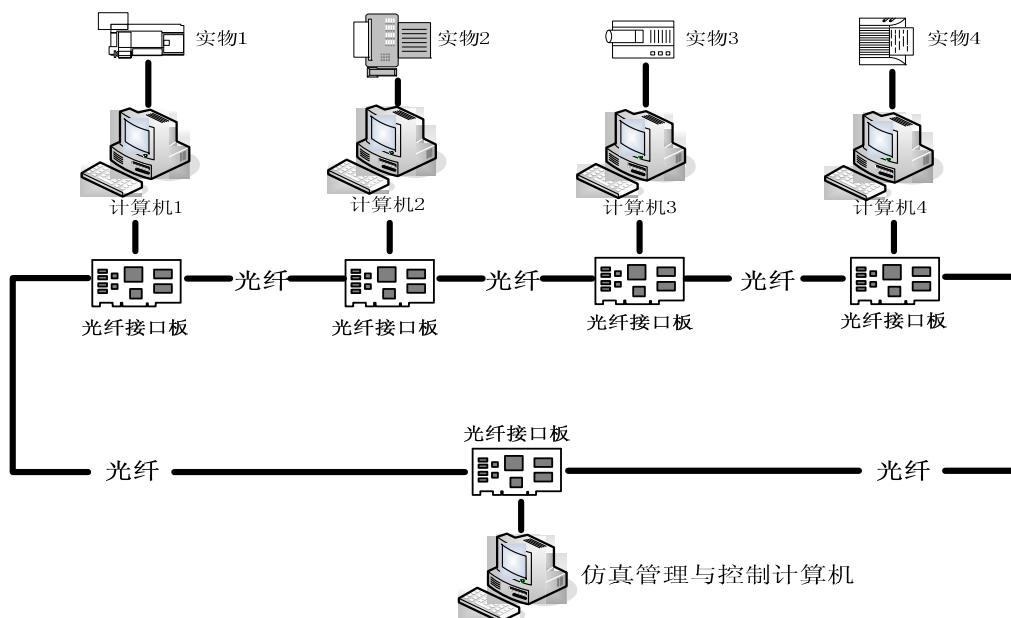 实物1
实物2
实物3
实物4
计算机1
计算机2
计算机3
计算机4
光纤
光纤
光纤
光纤接口板
光纤接口板
光纤接口板
光纤接口板
光纤接口板
光纤
光纤
仿真管理与控制计算机